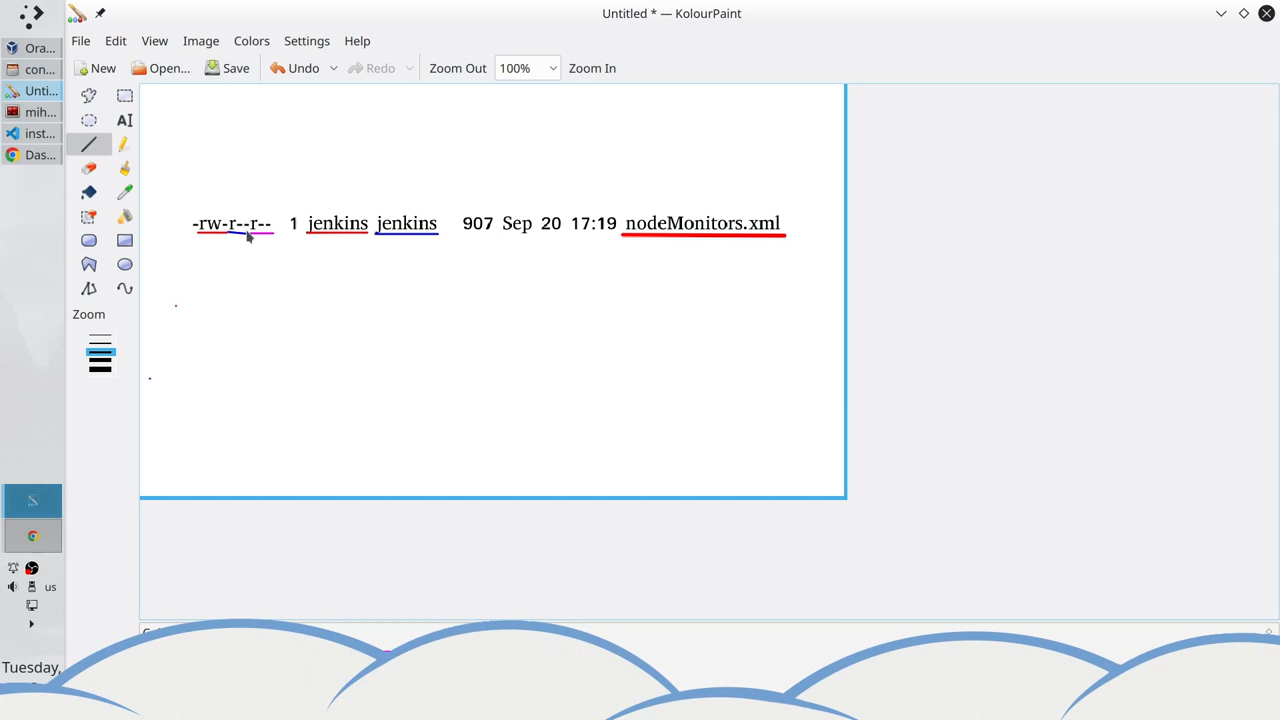 Untitled * — KolourPaint
File Edit View Image Colors Settings Help
New Open... Save Undo Redo Zoom Out 100% Zoom In
Ora...
con...
Unti...
mih...
inst...
Das...
-rw-r--r-- 1 jenkins jenkins 907 Sep 20 17:19 nodeMonitors.xml
Zoom
us
Tuesday,